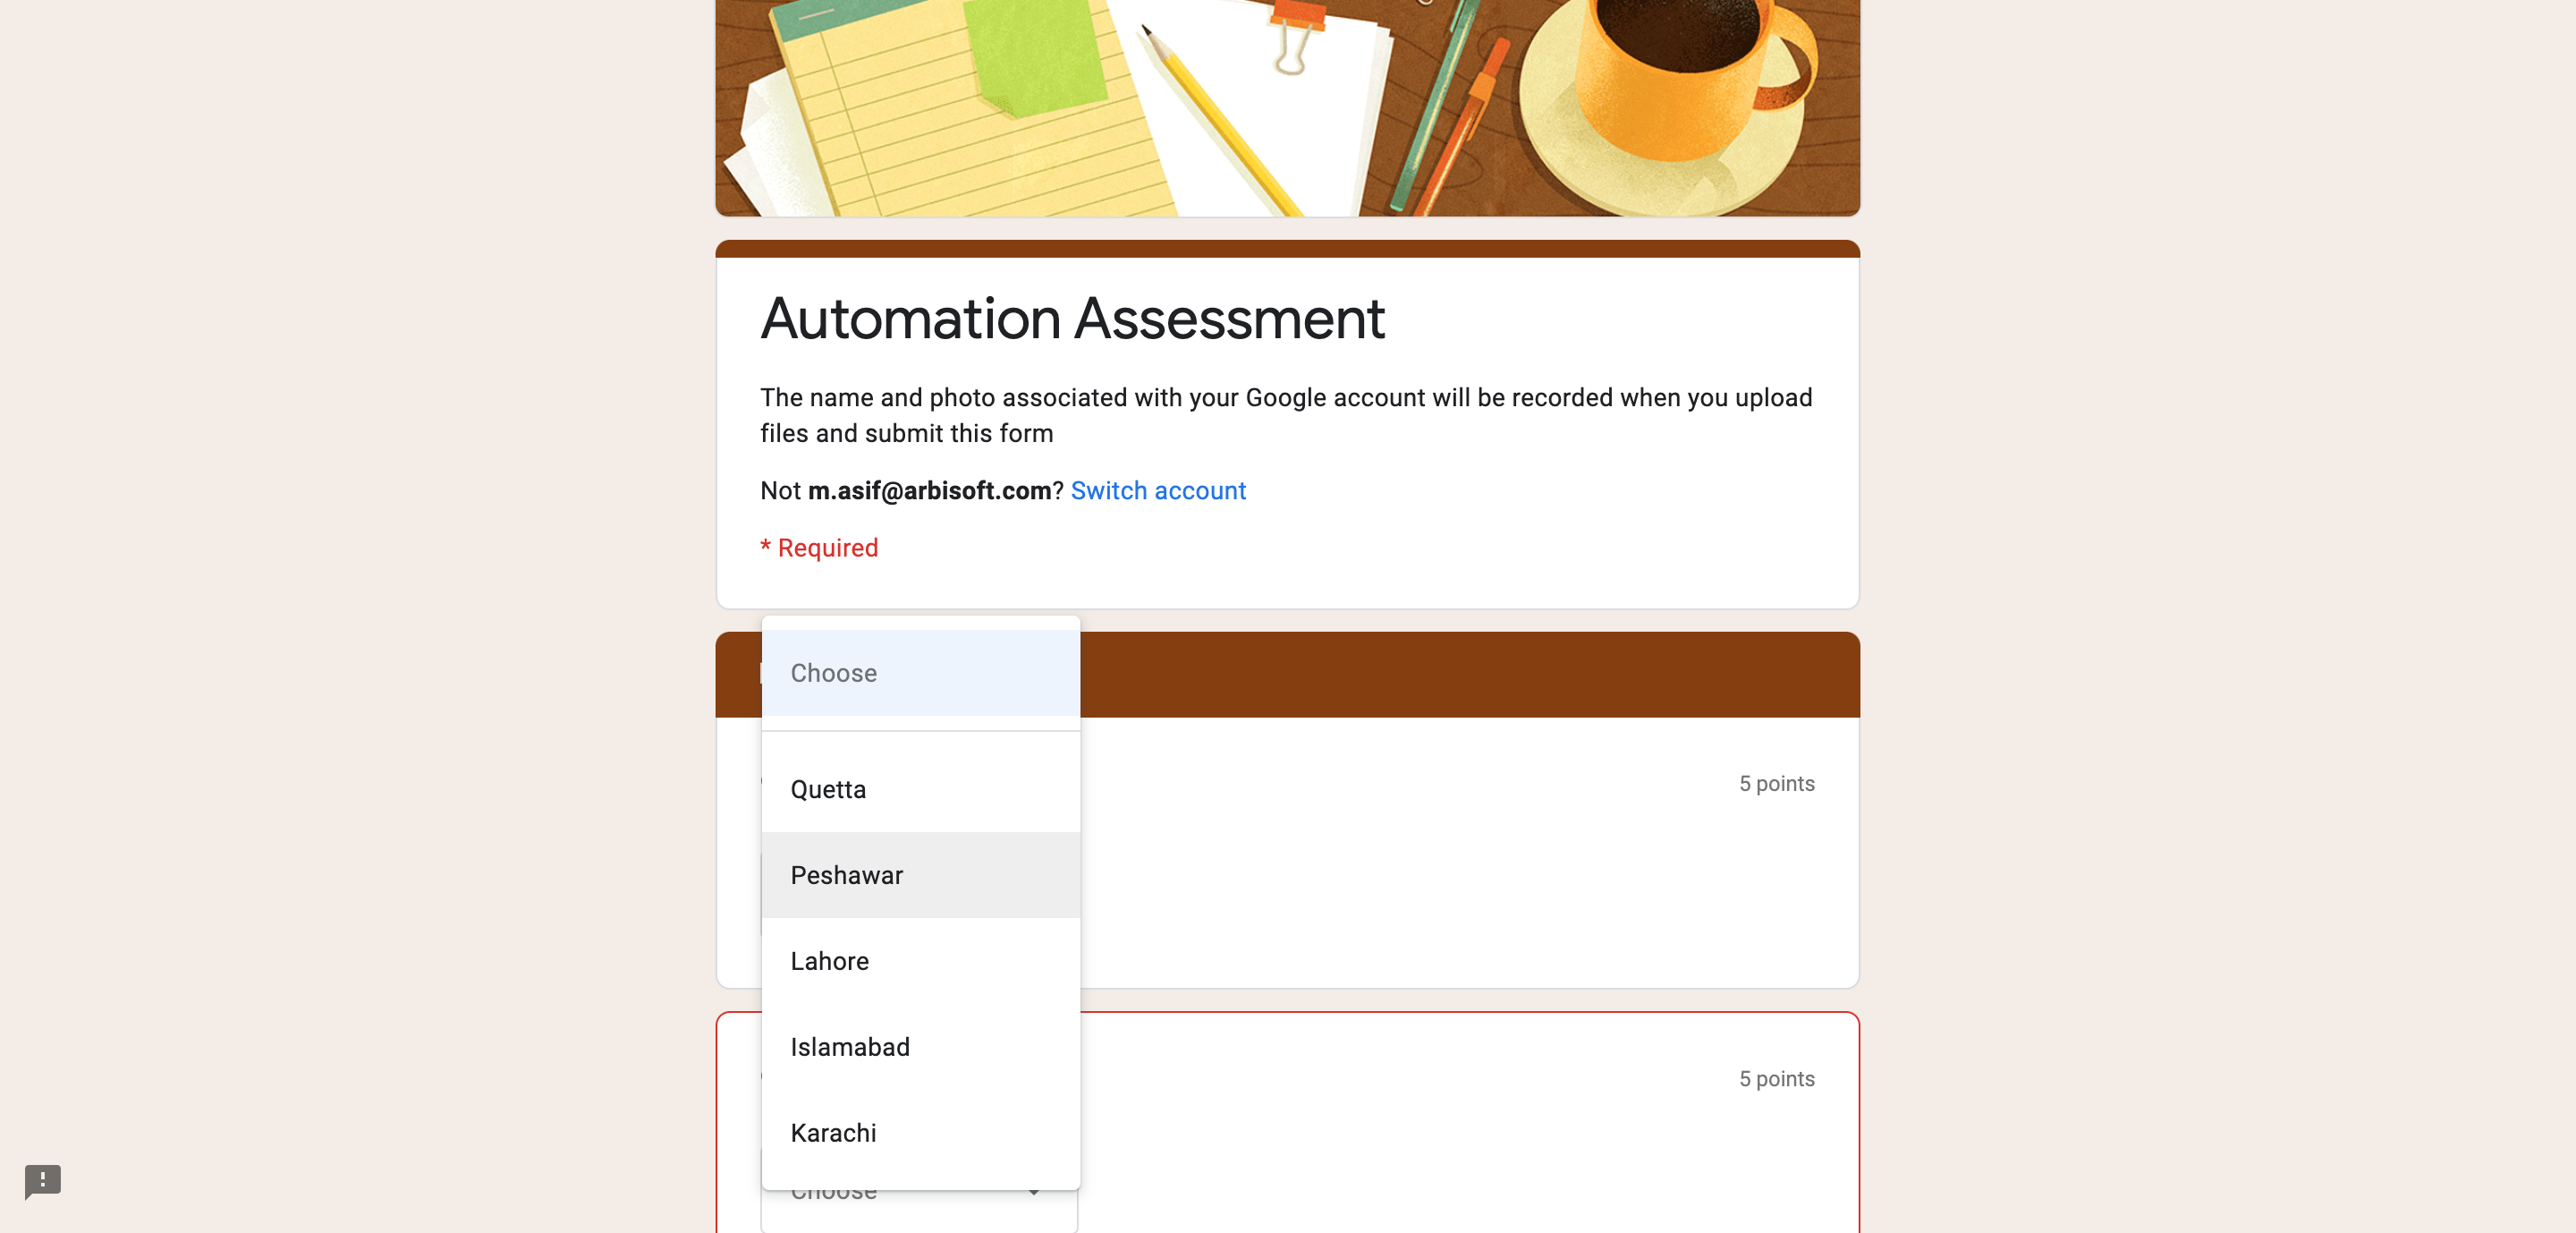 Automation Assessment
The name and photo associated with your Google account will be recorded when you upload
files and submit this form
Not m.asif@arbisoft.com? Switch account
* Required
Choose
Quetta
5 points
Peshawar
Lahore
Islamabad
5 points
Karachi
Choose